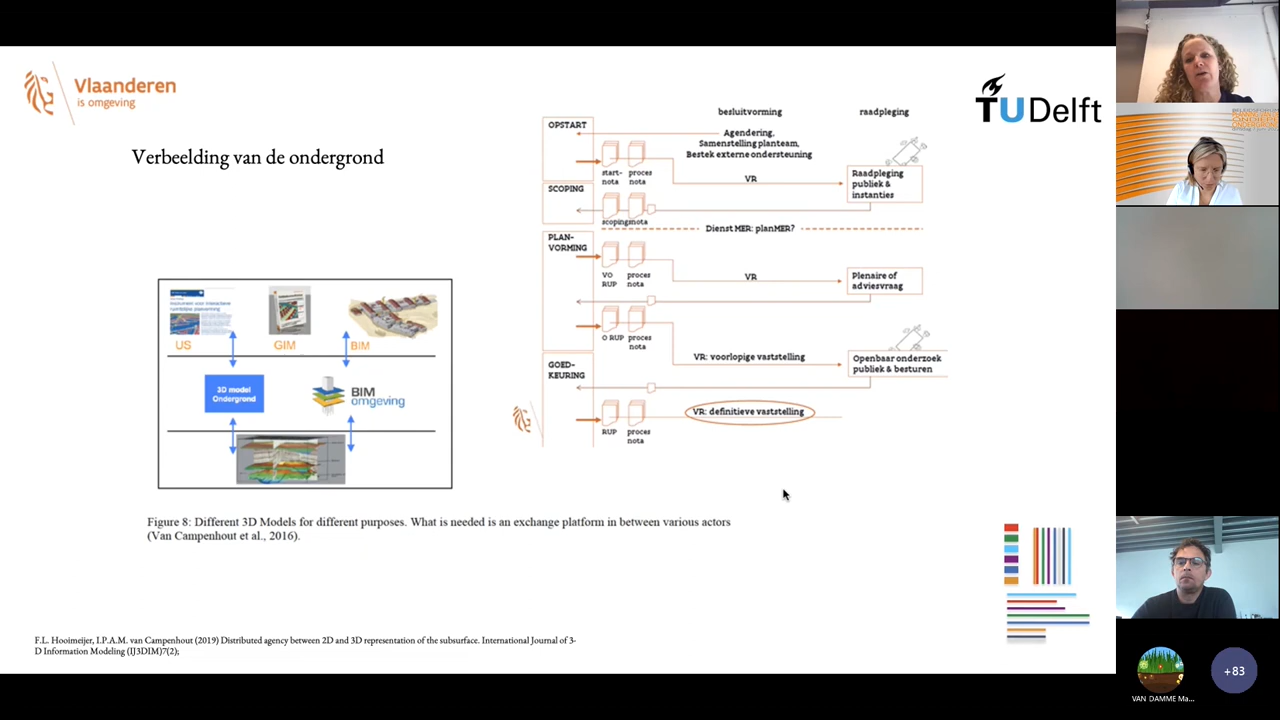 Vlaanderen
is omgeving
TU Delft
Verbeelding van de ondergrond
US
GIM
BIM
3D model
Ondergrond
BIM
omgeving
Figure 8: Different 3D Models for different purposes. What is needed is an exchange platform in between various actors
(Van Campenhout et al., 2016).
besluitvorming
raadpleging
OPSTART
Agendering,
Samenstelling planteam,
Bestek externe ondersteuning
start-
nota
proces
nota
VR
Raadpleging
publiek &
instanties
SCOPING
scopingsnota
Dienst MER: planMER?
PLAN-
VORMING
VO
RUP
proces
nota
VR
Plenaire of
adviesvraag
O RUP
proces
nota
VR: voorlopige vaststelling
Openbaar onderzoek
publiek & besturen
GOED-
KEURING
RUP
proces
nota
VR: definitieve vaststelling
F.L. Hooimeijer, I.P.A.M. van Campenhout (2019) Distributed agency between 2D and 3D representation of the subsurface. International Journal of 3-
D Information Modeling (IJ3DIM)7(2);
VAN DAMME Ma...
+83